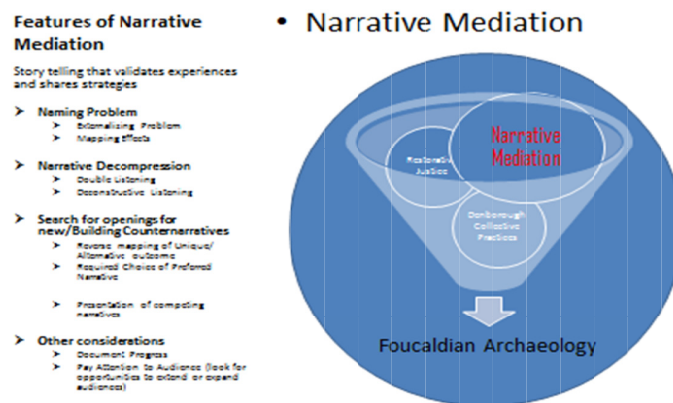 Features of Narrative
Mediation
Story telling that validates experiences
and shares strategies
➤ Naming Problem
➤ Externalising Problem
➤ Mapping Effects
➤ Narrative Decompression
➤ Double Listening
➤ Deconstructive Listening
➤ Search for openings for
new/BuildingCounternarratives
➤ Reverse mapping of Unique/
Alternative outcome
➤ Required Choice of Preferred
Narrative
➤ Presentation of competing
narratives
➤ Other considerations
➤ Document Progress
➤ Pay Attention to Audience (look for
opportunities to extend or expand
audiences)
• Narrative Mediation
Narrative
Mediation
Restorative
Justice
Denborough
Collective
Practices
Foucaldian Archaeology